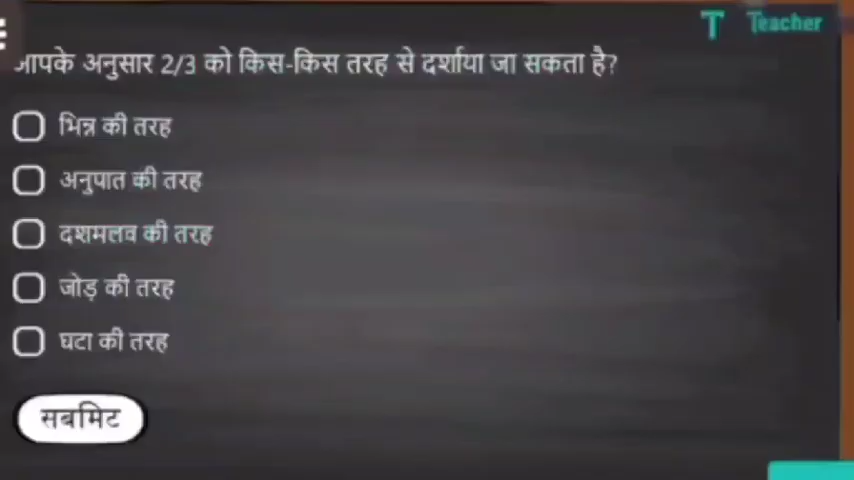 T Teacher
आपके अनुसार 2/3 को किस-किस तरह से दर्शाया जा सकता है?
भिन्न की तरह
अनुपात की तरह
दशमलव की तरह
जोड़ की तरह
घटा की तरह
सबमिट